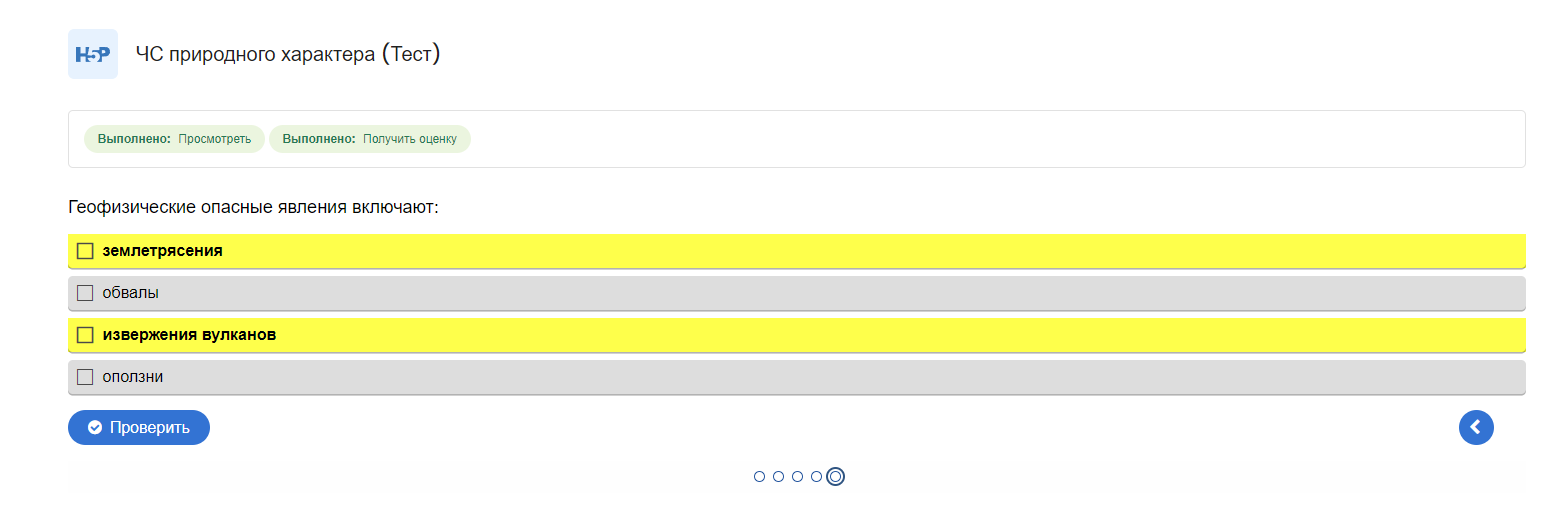 H5P ЧС природного характера (Тест)
Выполнено: Просмотреть Выполнено: Получить оценку
Геофизические опасные явления включают:
землетрясения
обвалы
извержения вулканов
оползни
Проверить